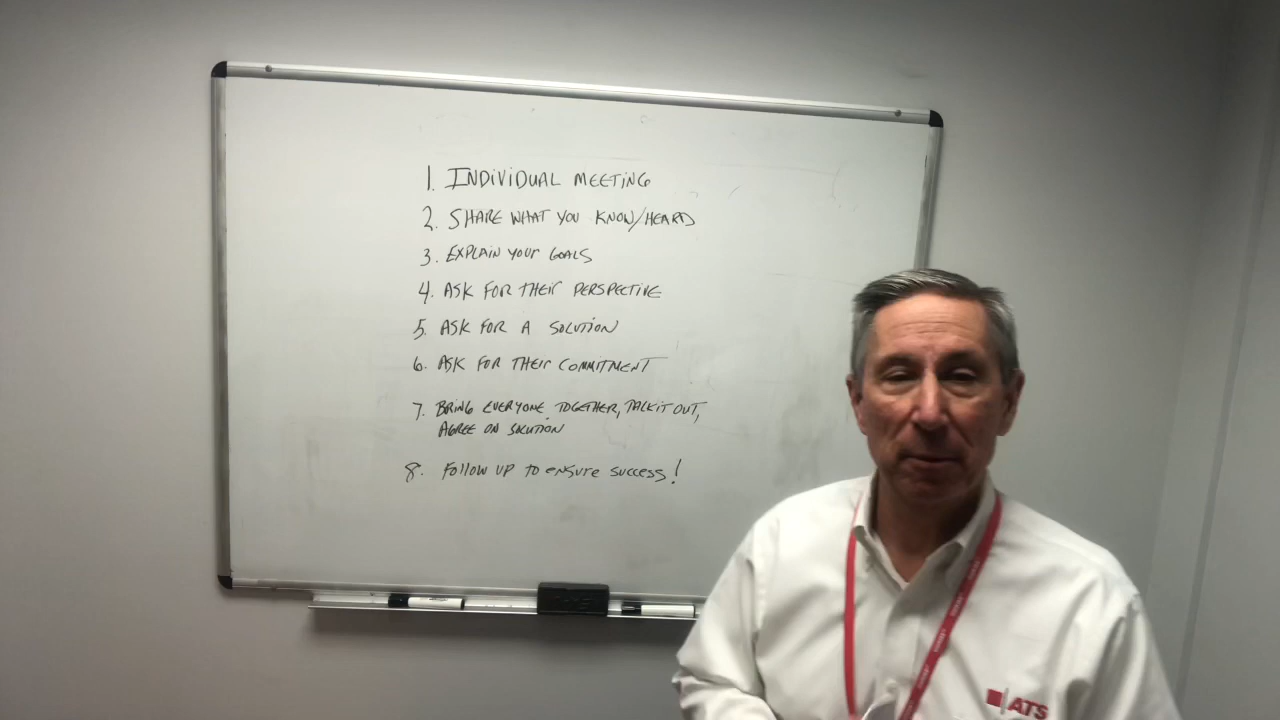 1. INDIVIDUAL MEETING
2. SHARE WHAT YOU KNOW/HEARD
3. EXPLAIN YOUR GOALS
4. ASK FOR THEIR PERSPECTIVE
5. ASK FOR A SOLUTION
6. ASK FOR THEIR COMMITMENT
7. BRING EVERYONE TOGETHER, TALK IT OUT,
AGREE ON SOLUTION
8. FOLLOW UP TO ENSURE SUCCESS!
ATS